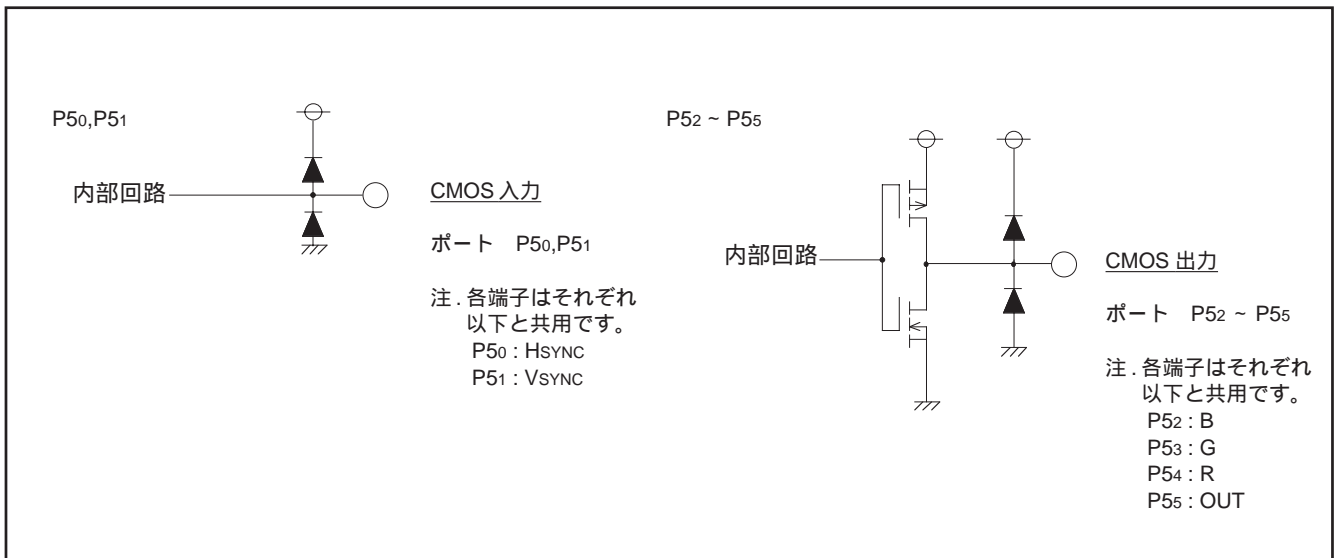 P50,P51
内部回路
CMOS 入力
ポート P50,P51
注 . 各端子はそれぞれ
以下と共用です。
P50 : HSYNC
P51 : VSYNC
P52 ~ P55
内部回路
CMOS 出力
ポート P52 ~ P55
注 . 各端子はそれぞれ
以下と共用です。
P52 : B
P53 : G
P54 : R
P55 : OUT